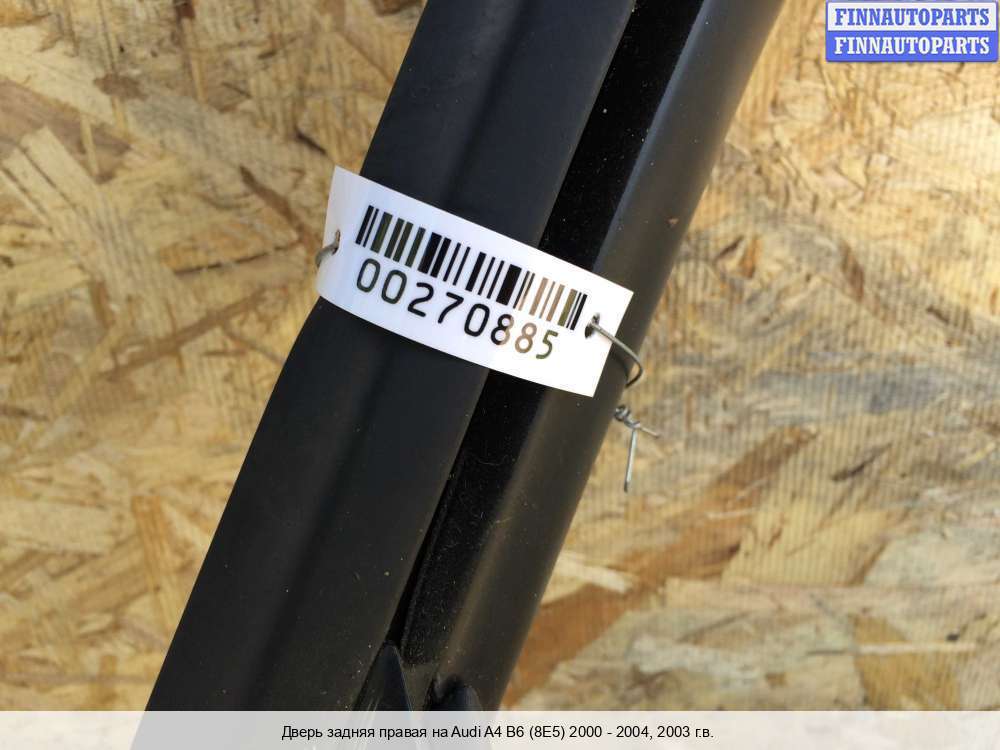 FINNAUTOPARTS
FINNAUTOPARTS
00270885
Дверь задняя правая на Audi A4 B6 (8E5) 2000 - 2004, 2003 г.в.